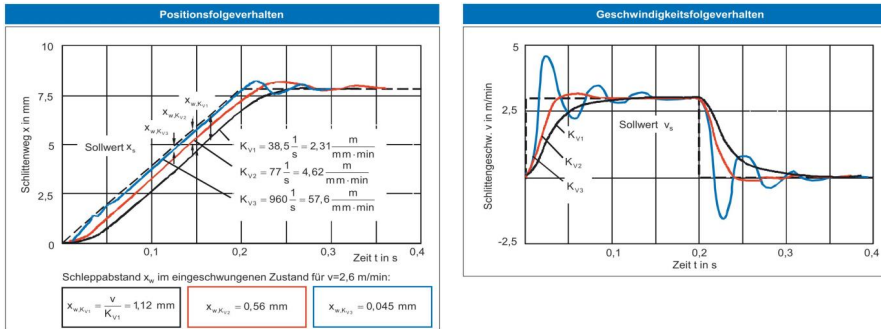 Positionsfolgeverhalten
10
7,5
5
2,5
0
Schlittenweg x in mm
Sollwert xₛ
x_w,K_V3
x_w,K_V2
x_w,K_V1
K_V1 = 38,5 1/s = 2,31 m/(mm·min)
K_V2 = 77 1/s = 4,62 m/(mm·min)
K_V3 = 960 1/s = 57,6 m/(mm·min)
0,1
0,2
0,3
0,4
Zeit t in s
Schleppabstand x_w im eingeschwungenen Zustand für v=2,6 m/min:
x_w,K_V1 = v/K_V1 = 1,12 mm
x_w,K_V2 = 0,56 mm
x_w,K_V3 = 0,045 mm
Geschwindigkeitsfolgeverhalten
5
2,5
-2,5
Schlittengeschw. v in m/min
Sollwert vₛ
K_V1
K_V2
K_V3
0,1
0,2
0,3
0,4
Zeit t in s